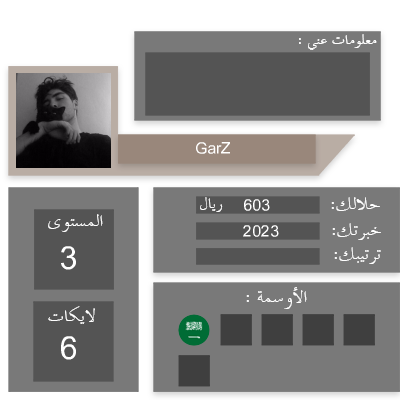 معلومات عني :
GarZ
حلالك: 603 ريال
خبرتك: 2023
ترتيبك:
المستوى
3
لايكات
6
الأوسمة :